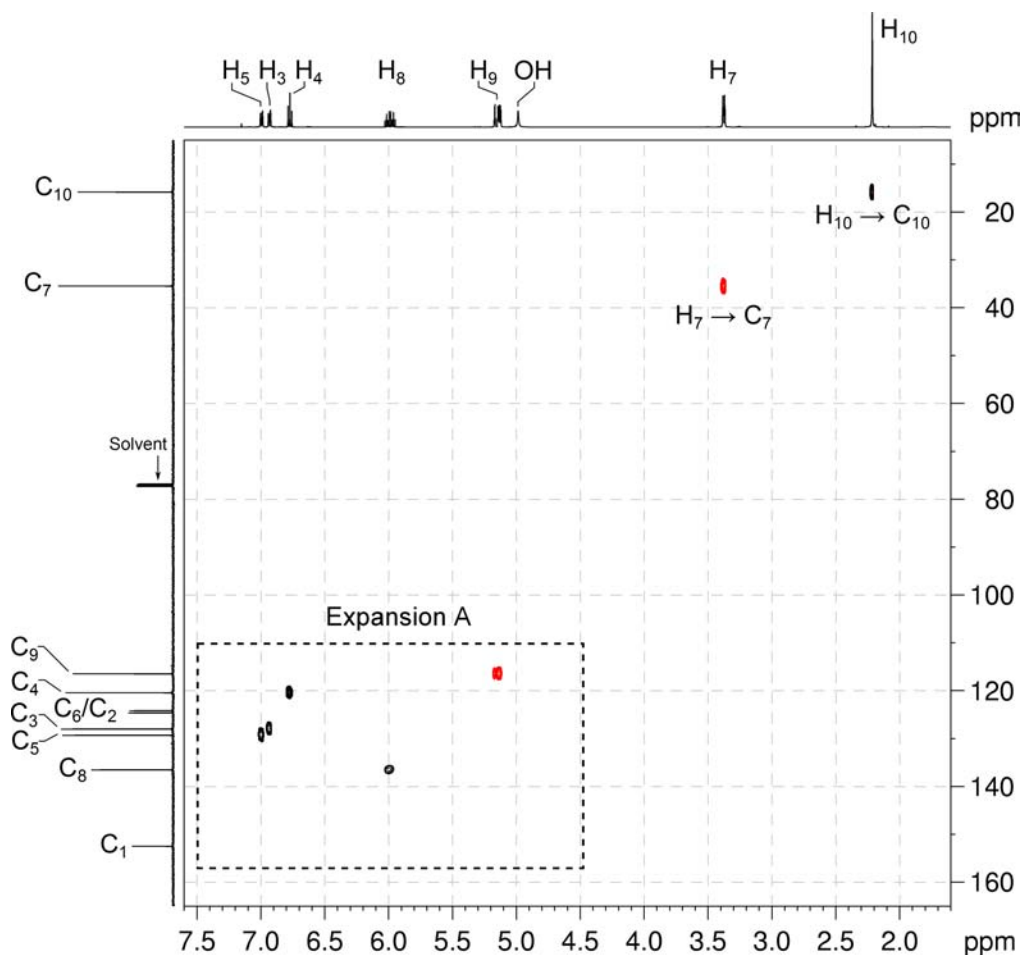 H₁₀
H₅ H₃ H₄ H₈ H₉ OH H₇
ppm
C₁₀
H₁₀ → C₁₀
20
C₇
H₇ → C₇
40
60
Solvent
80
100
Expansion A
C₉
C₄
120
C₆/C₂
C₃
C₅
C₈
140
C₁
160
7.5 7.0 6.5 6.0 5.5 5.0 4.5 4.0 3.5 3.0 2.5 2.0 ppm